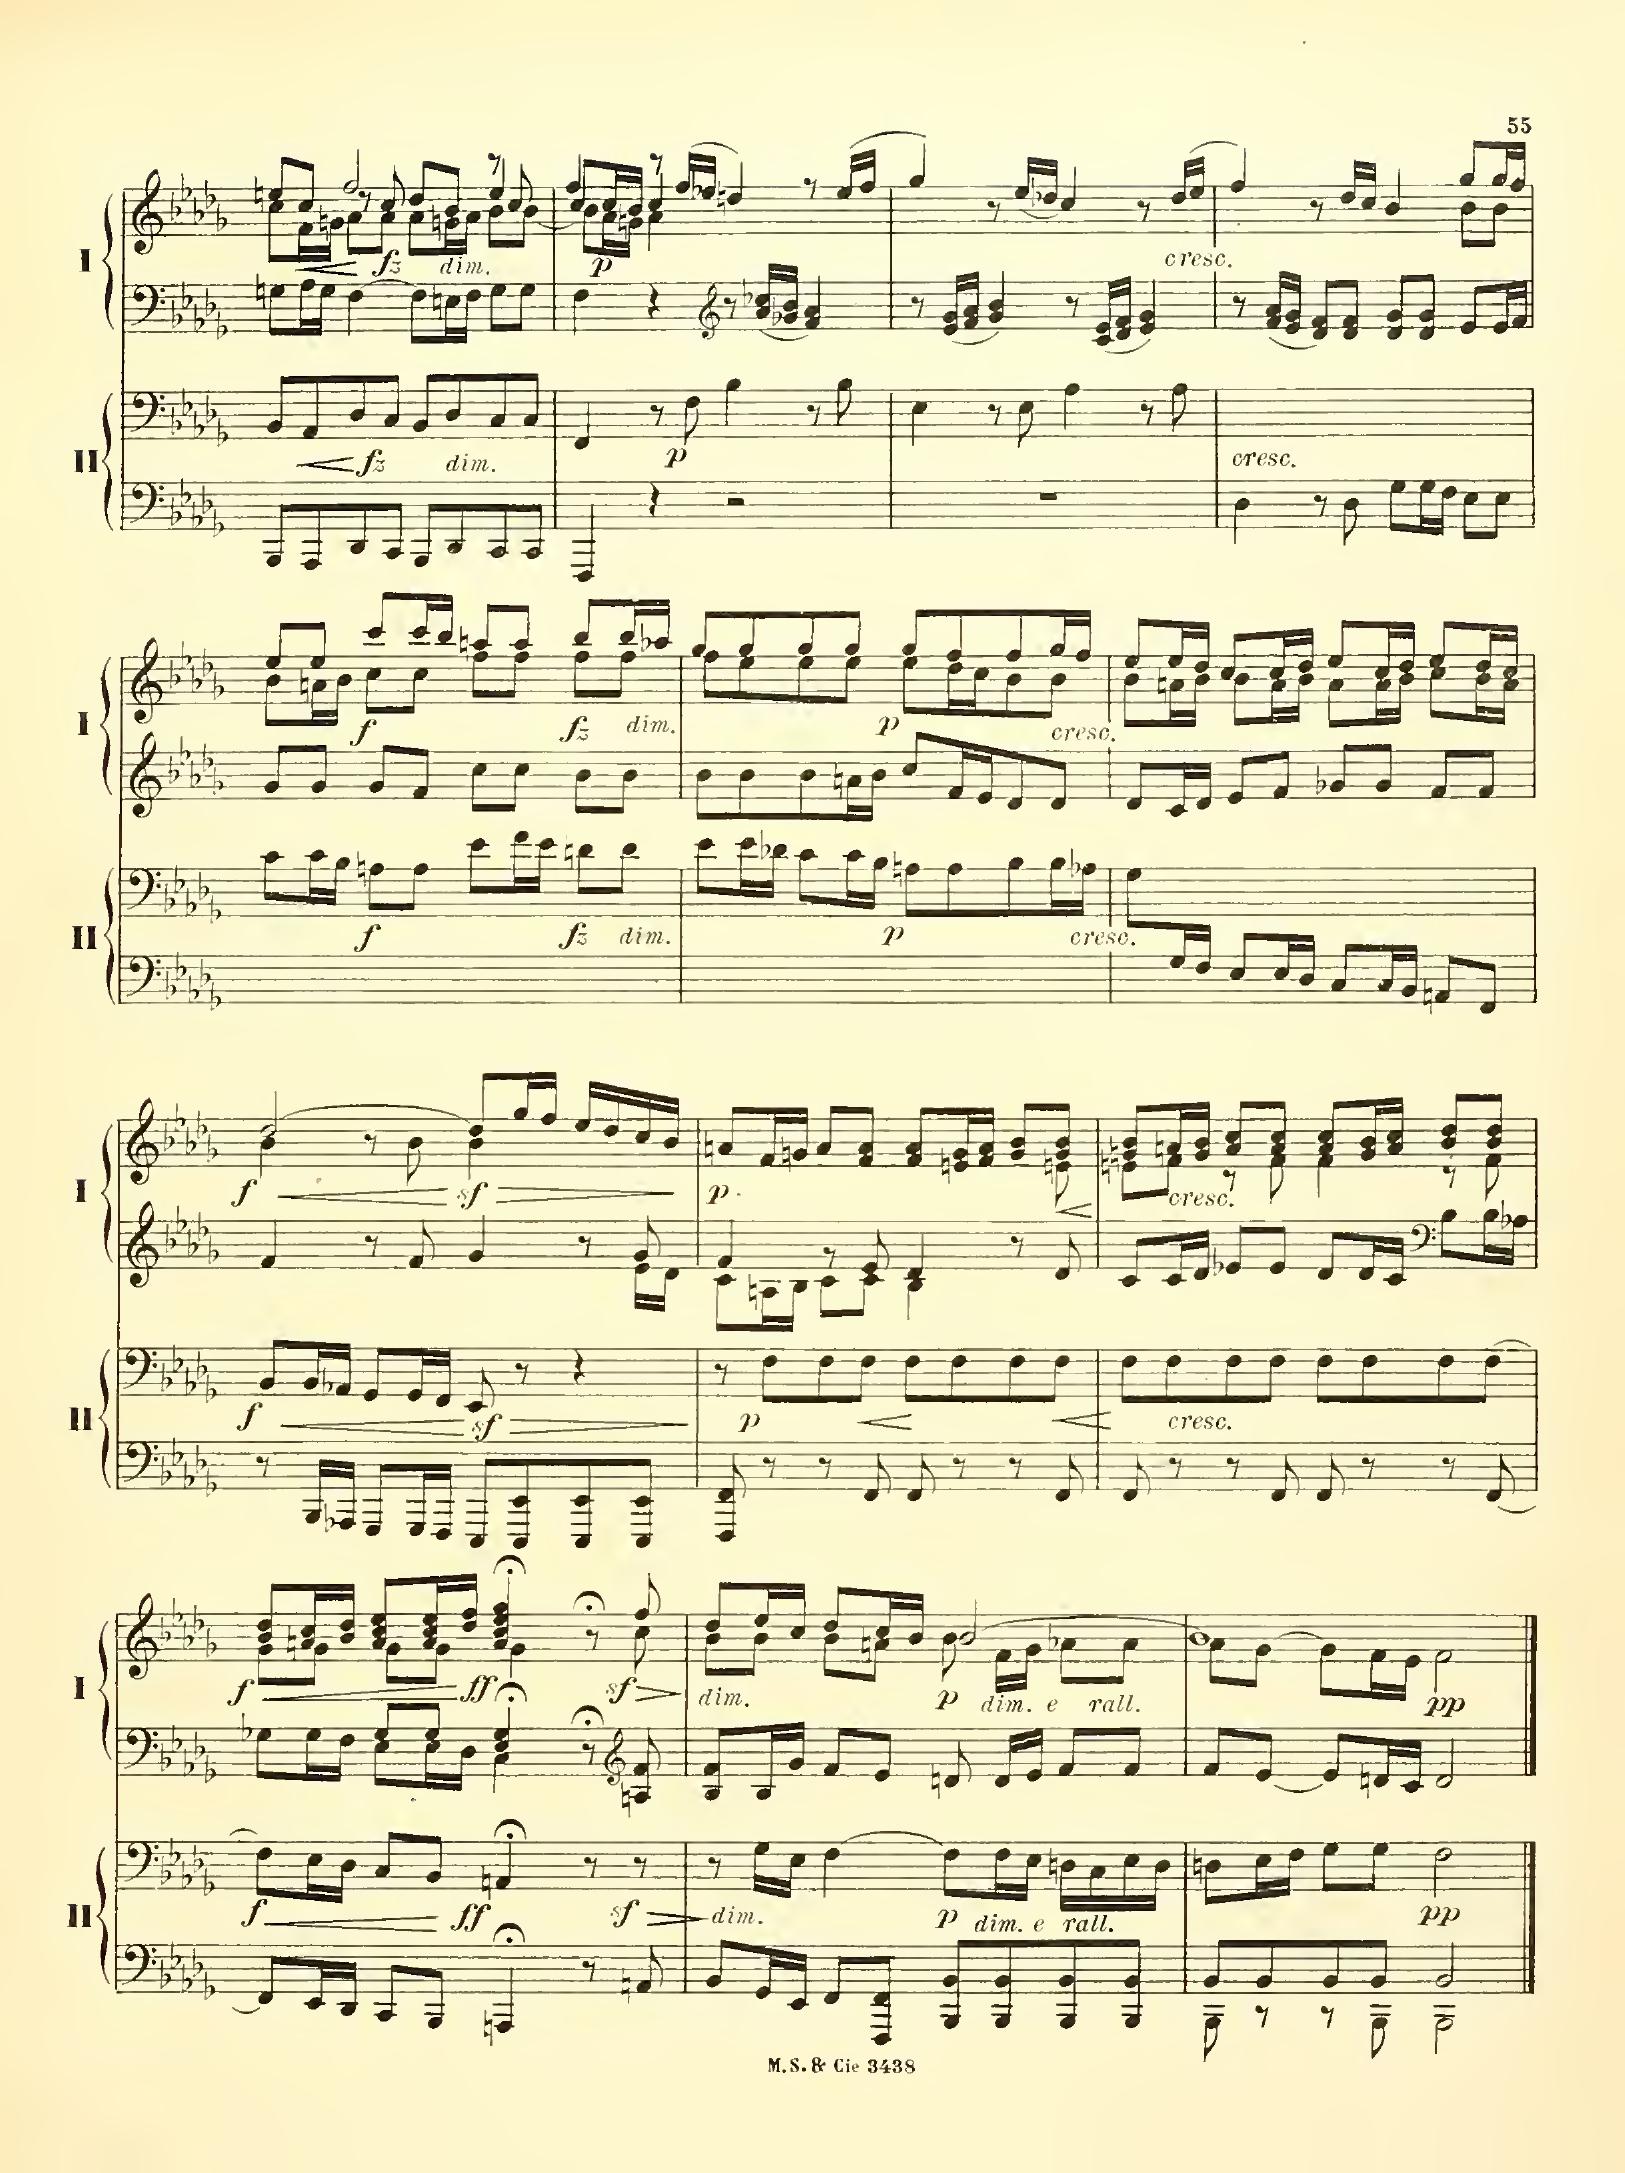 55
I
fz dim. p cresc.
II
fz dim. p cresc.
I
f fz dim. p cresc.
II
f fz dim. p cresc.
I
f sf p. cresc.
II
f sf p cresc.
I
f ff sf dim. p dim. e rall. pp
II
f ff sf dim. p dim. e rall. pp
M.S. & Cie 3438